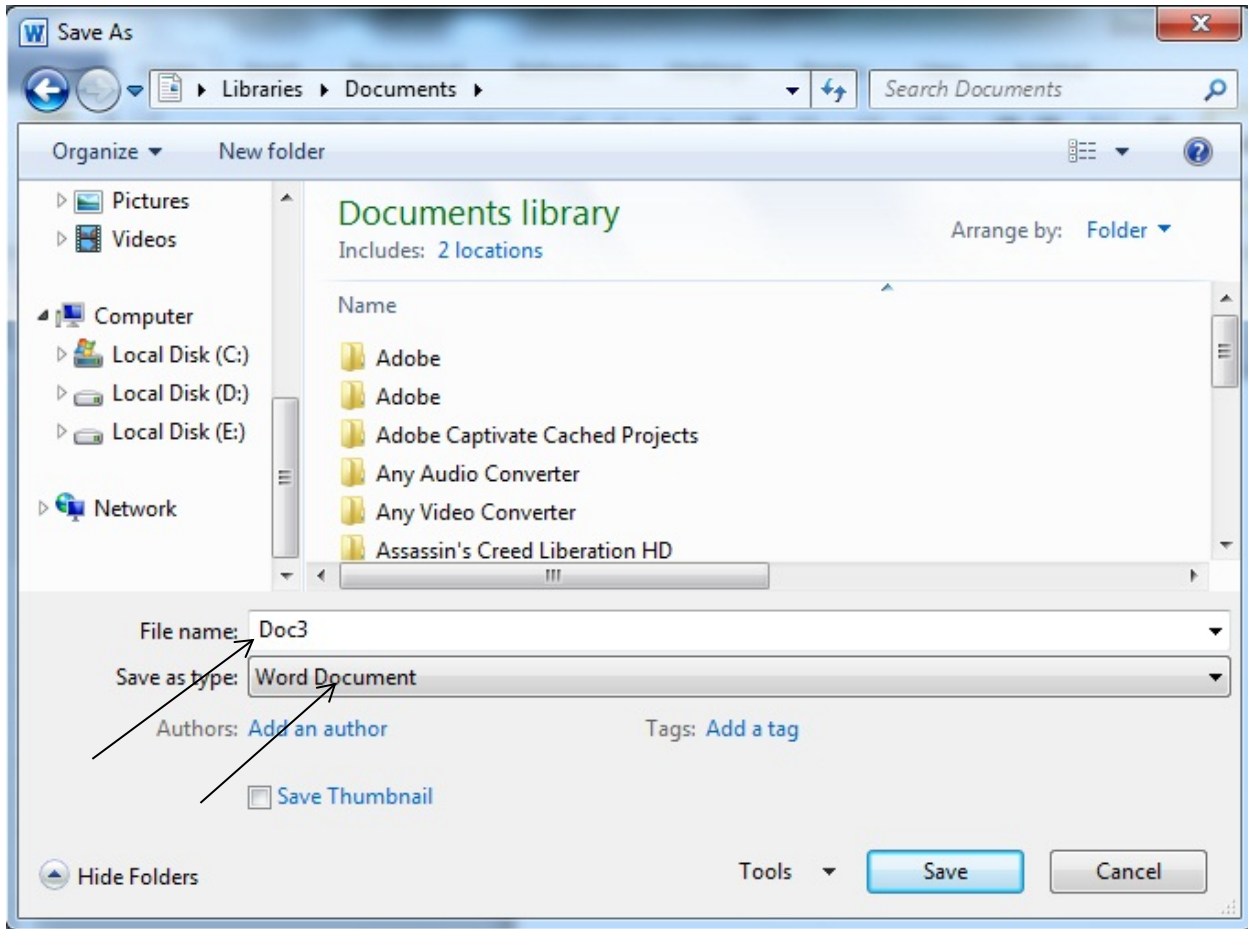 Save As
Libraries Documents Search Documents
Organize New folder
Pictures
Videos
Computer
Local Disk (C:)
Local Disk (D:)
Local Disk (E:)
Network
Documents library
Includes: 2 locations
Arrange by: Folder
Name
Adobe
Adobe
Adobe Captivate Cached Projects
Any Audio Converter
Any Video Converter
Assassin's Creed Liberation HD
File name: Doc3
Save as type: Word Document
Authors: Add an author Tags: Add a tag
Save Thumbnail
Hide Folders Tools Save Cancel